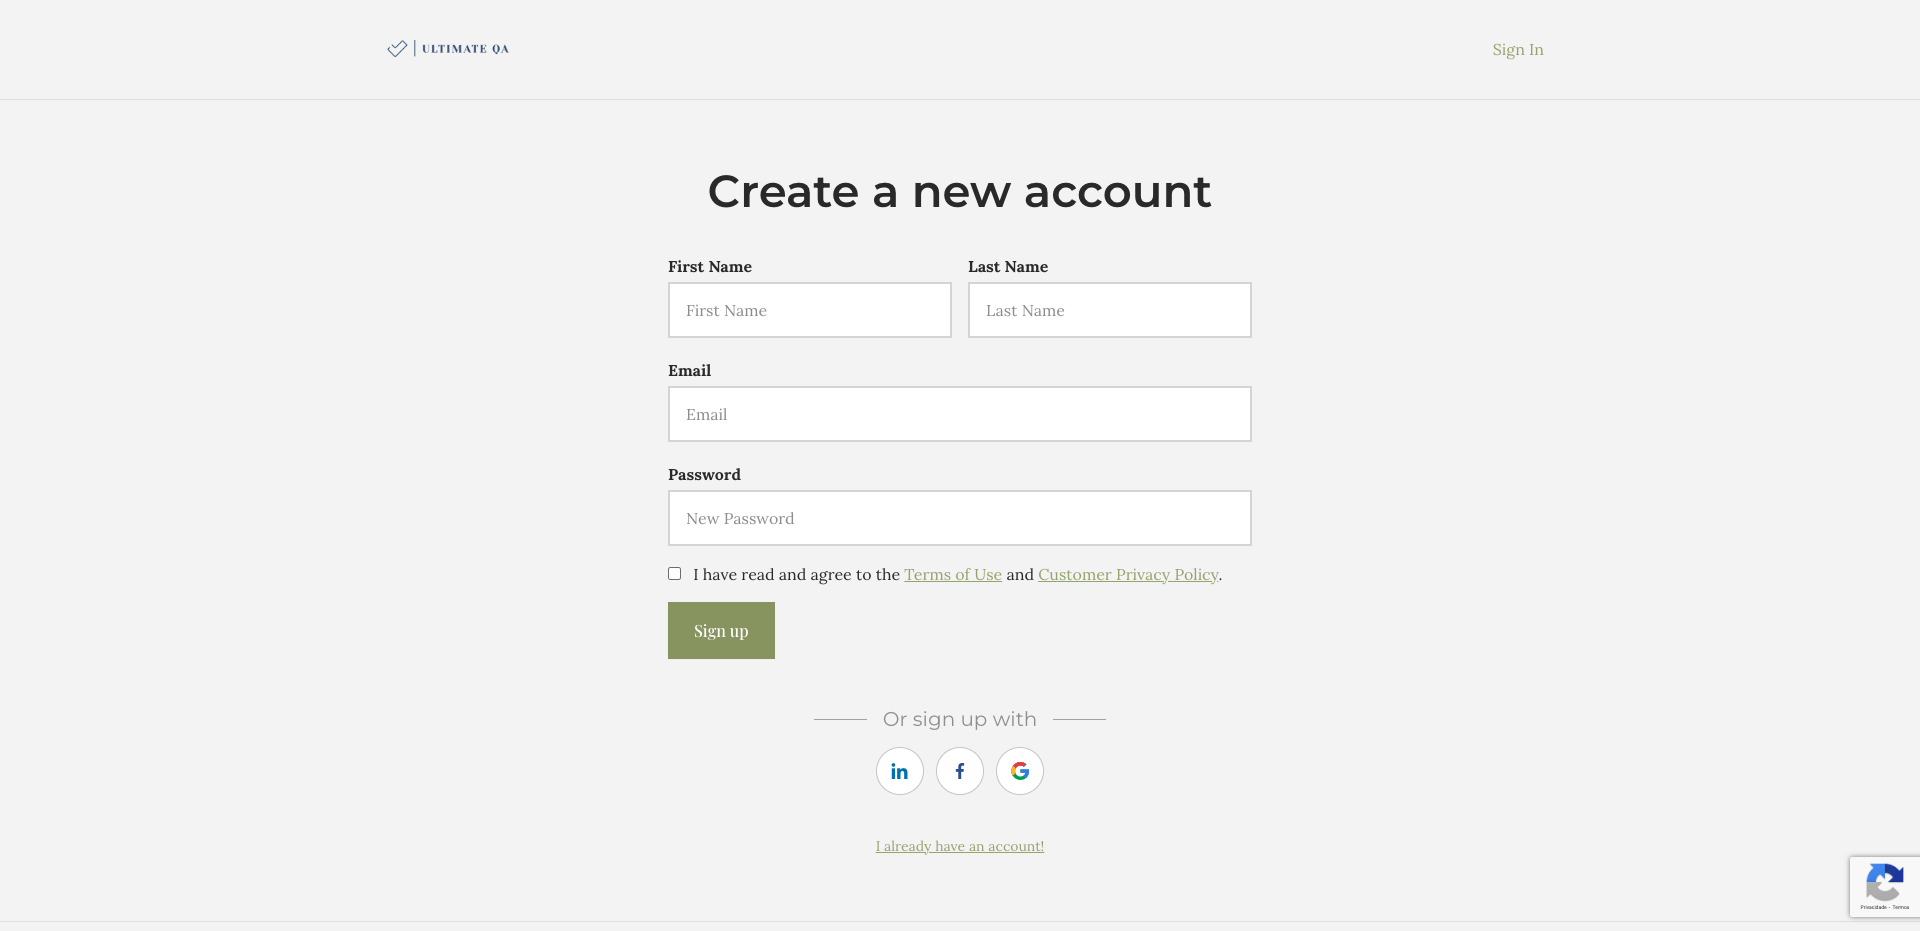 ULTIMATE QA
Sign In
Create a new account
First Name
Last Name
First Name
Last Name
Email
Email
Password
New Password
I have read and agree to the Terms of Use and Customer Privacy Policy.
Sign up
Or sign up with
in f G
I already have an account!
Privacidade - Termos